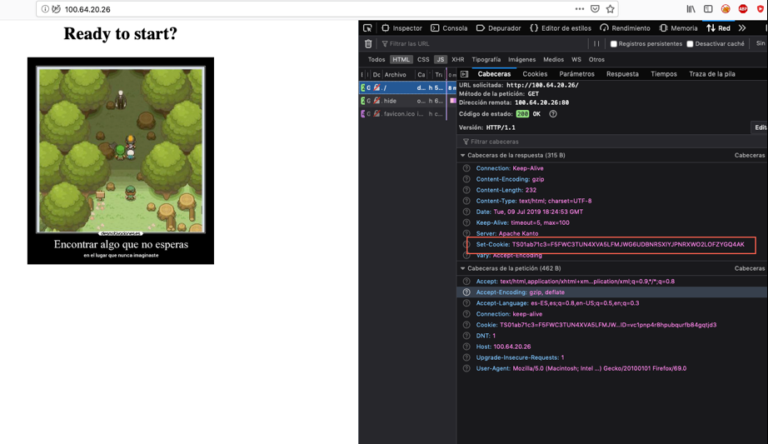 100.64.20.26
Ready to start?
Encontrar algo que no esperas
en el lugar que nunca imaginaste
Inspector Consola Depurador Editor de estilos Rendimiento Memoria Red
Filtrar las URL
Registros persistentes Desactivar caché Sin
Todos HTML CSS JS XHR Tipografía Imágenes Medios WS Otros
Archivo
/
hide
favicon.ico
Cabeceras Cookies Parámetros Respuesta Tiempos Traza de la pila
URL solicitada: http://100.64.20.26/
Método de la petición: GET
Dirección remota: 100.64.20.26:80
Código de estado: 200 OK
Versión: HTTP/1.1 Edit
Filtrar cabeceras
Cabeceras de la respuesta (315 B) Cabeceras
Connection: Keep-Alive
Content-Encoding: gzip
Content-Length: 232
Content-Type: text/html; charset=UTF-8
Date: Tue, 09 Jul 2019 18:24:53 GMT
Keep-Alive: timeout=5, max=100
Server: Apache Kanto
Set-Cookie: TS01ab71c3=F5FWC3TUN4XVA5LFMJWG6UDBNRSXIYJPNRXWO2LOFZYGQ4AK
Vary: Accept-Encoding
Cabeceras de la petición (462 B) Cabeceras
Accept: text/html,application/xhtml+xm...plication/xml;q=0.9,*/*;q=0.8
Accept-Encoding: gzip, deflate
Accept-Language: es-ES,es;q=0.8,en-US;q=0.5,en;q=0.3
Connection: keep-alive
Cookie: TS01ab71c3=F5FWC3TUN4XVA5LFMJW...ID=vc1pnp4r8hpubqurfb84gqtjd3
DNT: 1
Host: 100.64.20.26
Upgrade-Insecure-Requests: 1
User-Agent: Mozilla/5.0 (Macintosh; Intel ...) Gecko/20100101 Firefox/69.0